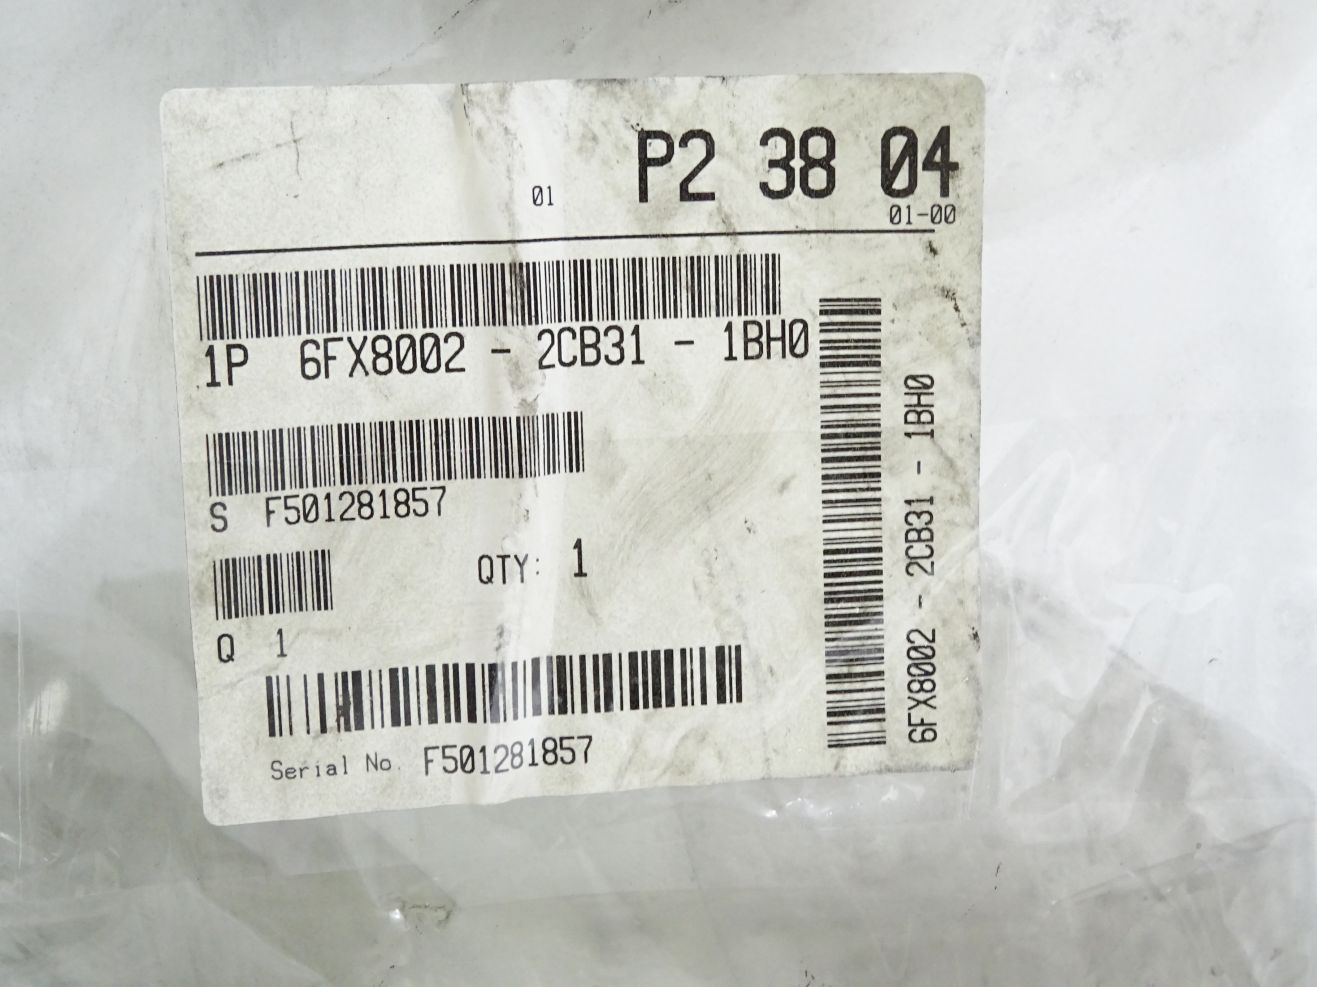 P2 38 04
01
01-00
1P 6FX8002 - 2CB31 - 1BH0
S F501281857
QTY: 1
Q 1
Serial No. F501281857
6FX8002 - 2CB31 - 1BH0